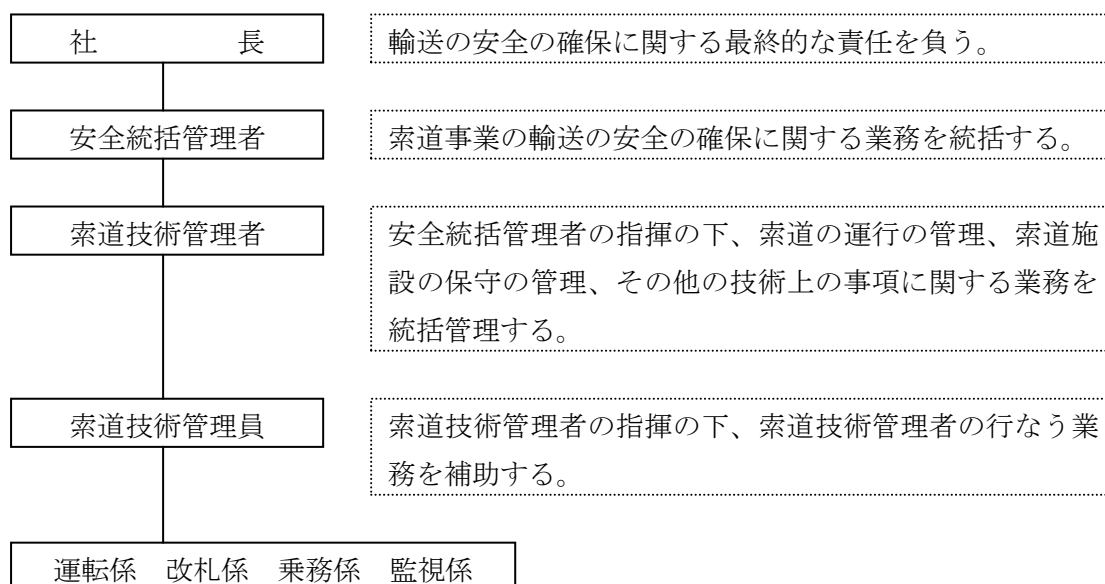 社　　　　　長
輸送の安全の確保に関する最終的な責任を負う。
安全統括管理者
索道事業の輸送の安全の確保に関する業務を統括する。
索道技術管理者
安全統括管理者の指揮の下、索道の運行の管理、索道施
設の保守の管理、その他の技術上の事項に関する業務を
統括管理する。
索道技術管理員
索道技術管理者の指揮の下、索道技術管理者の行なう業
務を補助する。
運転係　改札係　乗務係　監視係